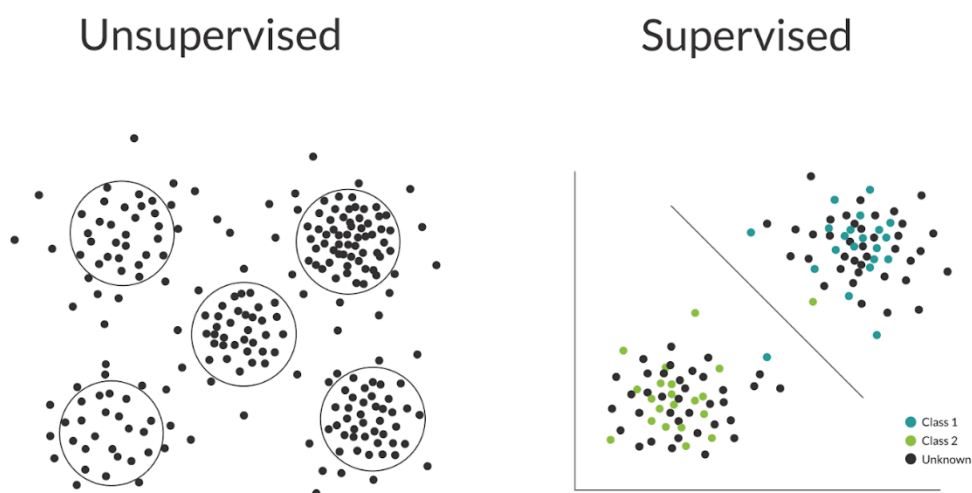 Unsupervised
Supervised
Class 1
Class 2
Unknown